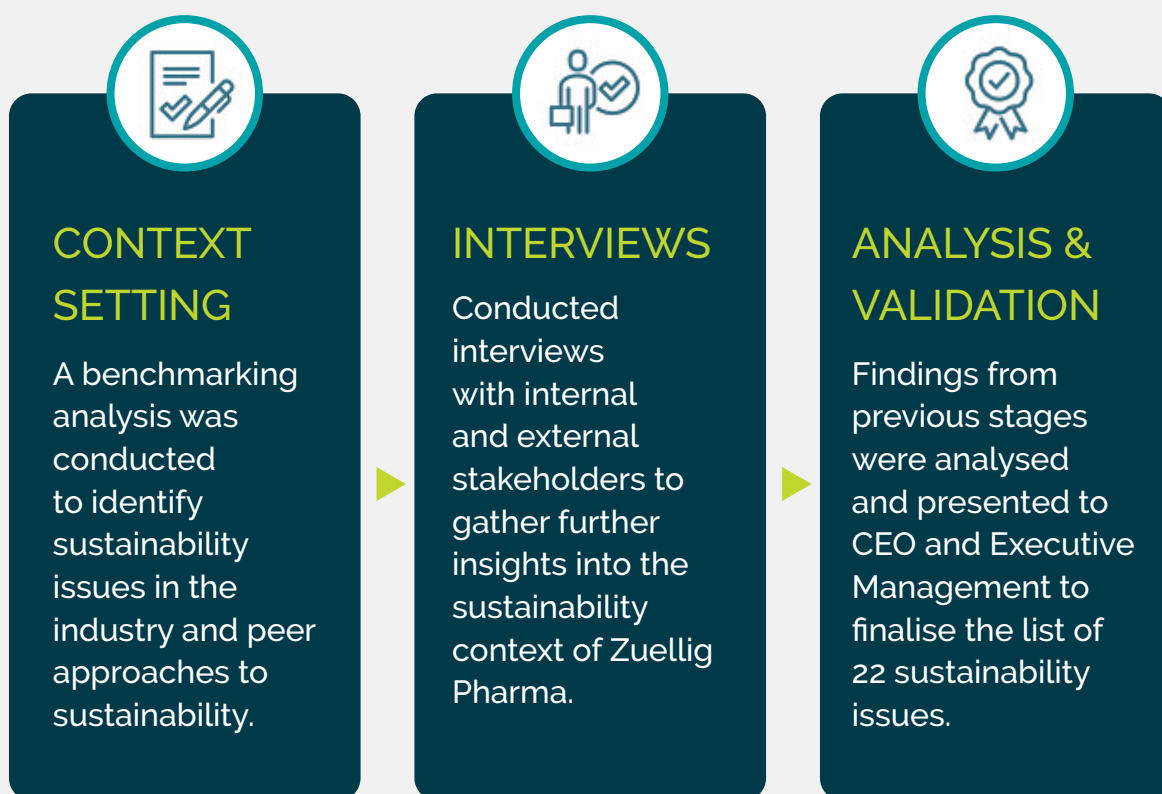 CONTEXT
SETTING
A benchmarking
analysis was
conducted
to identify
sustainability
issues in the
industry and peer
approaches to
sustainability.
INTERVIEWS
Conducted
interviews
with internal
and external
stakeholders to
gather further
insights into the
sustainability
context of Zuellig
Pharma.
ANALYSIS &
VALIDATION
Findings from
previous stages
were analysed
and presented to
CEO and Executive
Management to
finalise the list of
22 sustainability
issues.